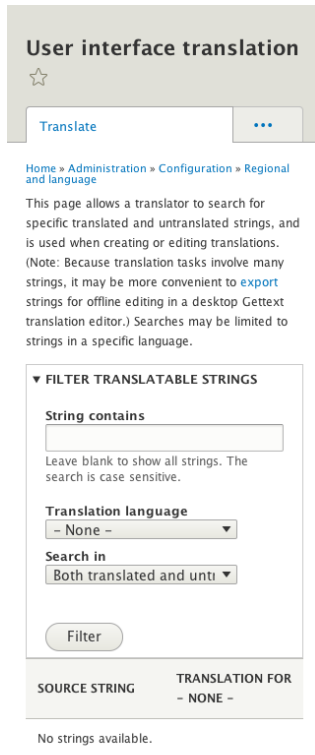 User interface translation
Translate
•••
Home » Administration » Configuration » Regional
and language
This page allows a translator to search for
specific translated and untranslated strings, and
is used when creating or editing translations.
(Note: Because translation tasks involve many
strings, it may be more convenient to export
strings for offline editing in a desktop Gettext
translation editor.) Searches may be limited to
strings in a specific language.
▼ FILTER TRANSLATABLE STRINGS
String contains
Leave blank to show all strings. The
search is case sensitive.
Translation language
– None –
Search in
Both translated and untr
Filter
SOURCE STRING
TRANSLATION FOR
– NONE –
No strings available.